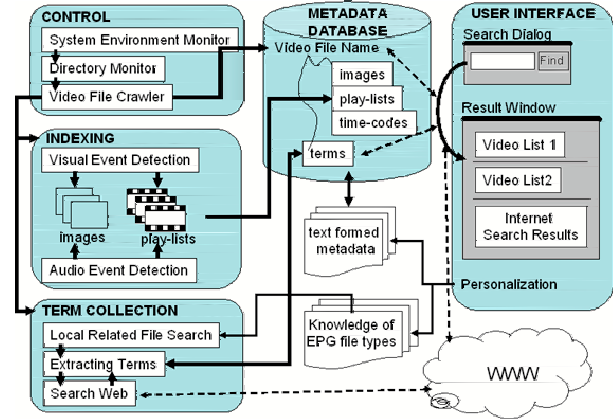 CONTROL
System Environment Monitor
Directory Monitor
Video File Crawler
INDEXING
Visual Event Detection
images
play-lists
Audio Event Detection
TERM COLLECTION
Local Related File Search
Extracting Terms
Search Web
METADATA
DATABASE
Video File Name
images
play-lists
time-codes
terms
text formed
metadata
Knowledge of
EPG file types
USER INTERFACE
Search Dialog
Find
Result Window
Video List 1
Video List2
Internet
Search Results
Personalization
WWW